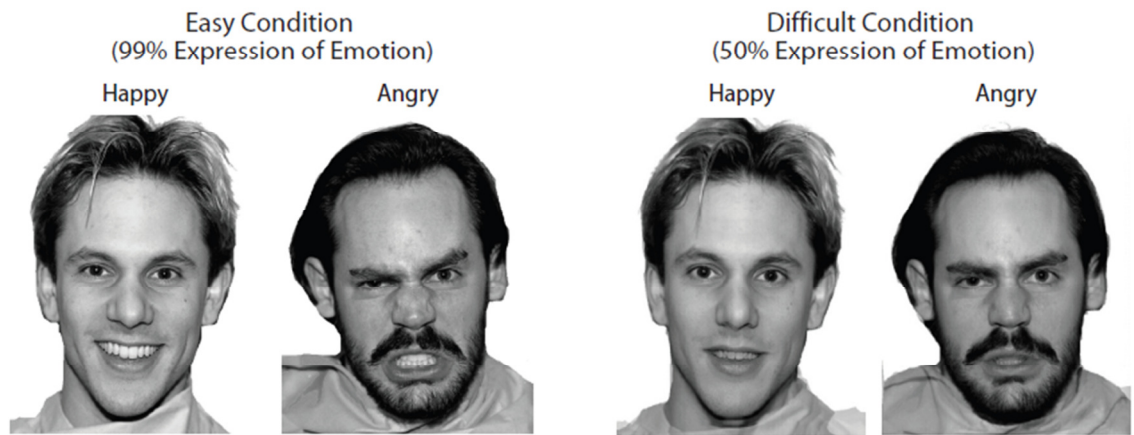 Easy Condition
(99% Expression of Emotion)
Happy
Angry
Difficult Condition
(50% Expression of Emotion)
Happy
Angry